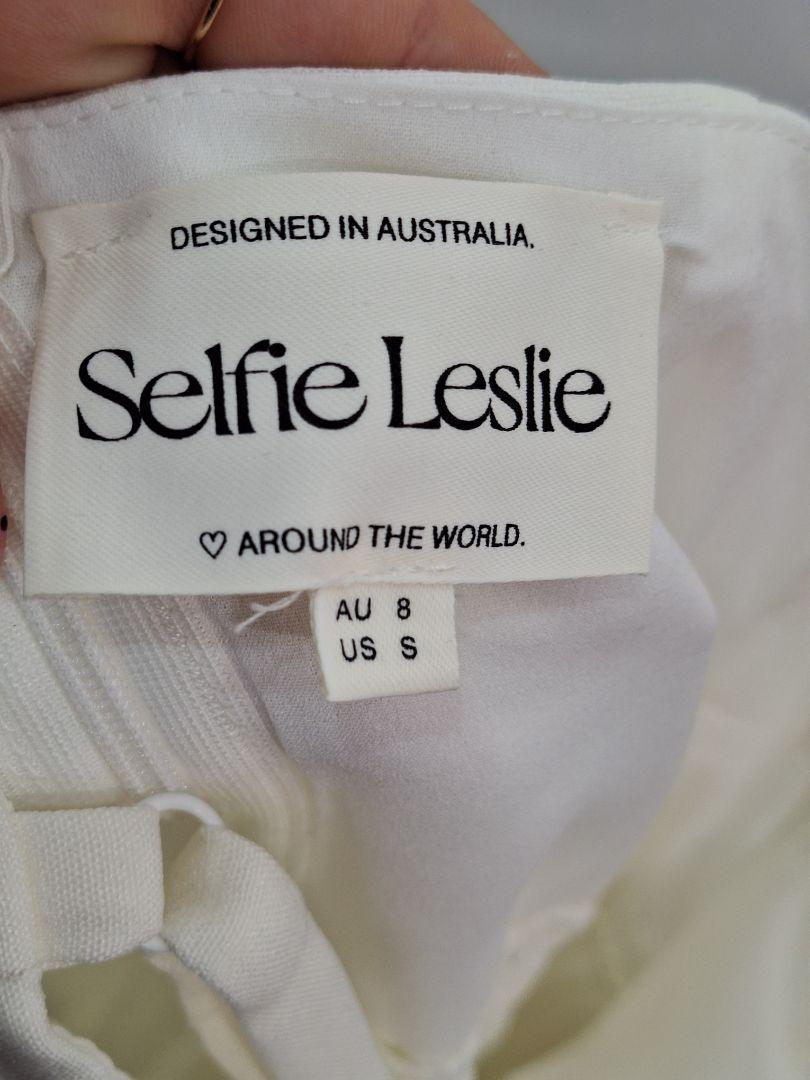 DESIGNED IN AUSTRALIA.
Selfie Leslie
♡ AROUND THE WORLD.
AU 8
US S